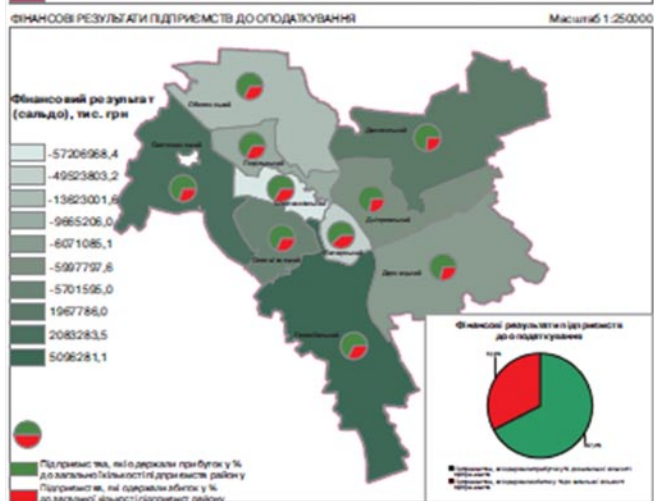 ФІНАНСОВІ РЕЗУЛЬТАТИ ПІДПРИЄМСТВ ДО ОПОДАТКУВАННЯ
Масштаб 1:250000
Фінансовий результат
(сальдо), тис. грн
-57206968,4
-49523803,2
-13623001,6
-9665206,0
-6071085,1
-5997797,6
-5701595,0
1967786,0
2083283,5
5096281,1
Оболонський
Деснянський
Святошинський
Подільський
Шевченківський
Дніпровський
Печерський
Солом'янський
Дарницький
Голосіївський
Фінансові результати підприємств
до оподаткування
Підприємства, які одержали прибуток у %
до загальної кількості підприємств району
Підприємства, які одержали збиток у %
до загальної кількості підприємств району